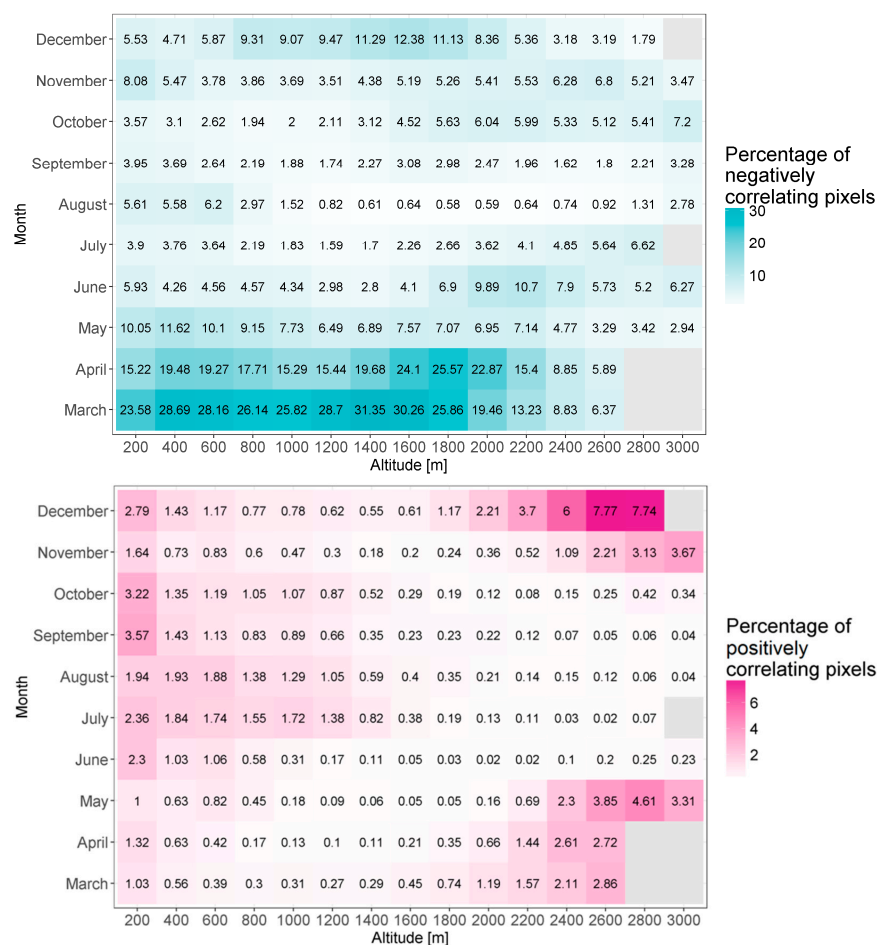 December 5.53 4.71 5.87 9.31 9.07 9.47 11.29 12.38 11.13 8.36 5.36 3.18 3.19 1.79
November 8.08 5.47 3.78 3.86 3.69 3.51 4.38 5.19 5.26 5.41 5.53 6.28 6.8 5.21 3.47
October 3.57 3.1 2.62 1.94 2 2.11 3.12 4.52 5.63 6.04 5.99 5.33 5.12 5.41 7.2
September 3.95 3.69 2.64 2.19 1.88 1.74 2.27 3.08 2.98 2.47 1.96 1.62 1.8 2.21 3.28
August 5.61 5.58 6.2 2.97 1.52 0.82 0.61 0.64 0.58 0.59 0.64 0.74 0.92 1.31 2.78
July 3.9 3.76 3.64 2.19 1.83 1.59 1.7 2.26 2.66 3.62 4.1 4.85 5.64 6.62
June 5.93 4.26 4.56 4.57 4.34 2.98 2.8 4.1 6.9 9.89 10.7 7.9 5.73 5.2 6.27
May 10.05 11.62 10.1 9.15 7.73 6.49 6.89 7.57 7.07 6.95 7.14 4.77 3.29 3.42 2.94
April 15.22 19.48 19.27 17.71 15.29 15.44 19.68 24.1 25.57 22.87 15.4 8.85 5.89
March 23.58 28.69 28.16 26.14 25.82 28.7 31.35 30.26 25.86 19.46 13.23 8.83 6.37
200 400 600 800 1000 1200 1400 1600 1800 2000 2200 2400 2600 2800 3000
Altitude [m]
Month
Percentage of
negatively
correlating pixels
30
20
10
December 2.79 1.43 1.17 0.77 0.78 0.62 0.55 0.61 1.17 2.21 3.7 6 7.77 7.74
November 1.64 0.73 0.83 0.6 0.47 0.3 0.18 0.2 0.24 0.36 0.52 1.09 2.21 3.13 3.67
October 3.22 1.35 1.19 1.05 1.07 0.87 0.52 0.29 0.19 0.12 0.08 0.15 0.25 0.42 0.34
September 3.57 1.43 1.13 0.83 0.89 0.66 0.35 0.23 0.23 0.22 0.12 0.07 0.05 0.06 0.04
August 1.94 1.93 1.88 1.38 1.29 1.05 0.59 0.4 0.35 0.21 0.14 0.15 0.12 0.06 0.04
July 2.36 1.84 1.74 1.55 1.72 1.38 0.82 0.38 0.19 0.13 0.11 0.03 0.02 0.07
June 2.3 1.03 1.06 0.58 0.31 0.17 0.11 0.05 0.03 0.02 0.02 0.1 0.2 0.25 0.23
May 1 0.63 0.82 0.45 0.18 0.09 0.06 0.05 0.05 0.16 0.69 2.3 3.85 4.61 3.31
April 1.32 0.63 0.42 0.17 0.13 0.1 0.11 0.21 0.35 0.66 1.44 2.61 2.72
March 1.03 0.56 0.39 0.3 0.31 0.27 0.29 0.45 0.74 1.19 1.57 2.11 2.86
200 400 600 800 1000 1200 1400 1600 1800 2000 2200 2400 2600 2800 3000
Altitude [m]
Month
Percentage of
positively
correlating pixels
6
4
2